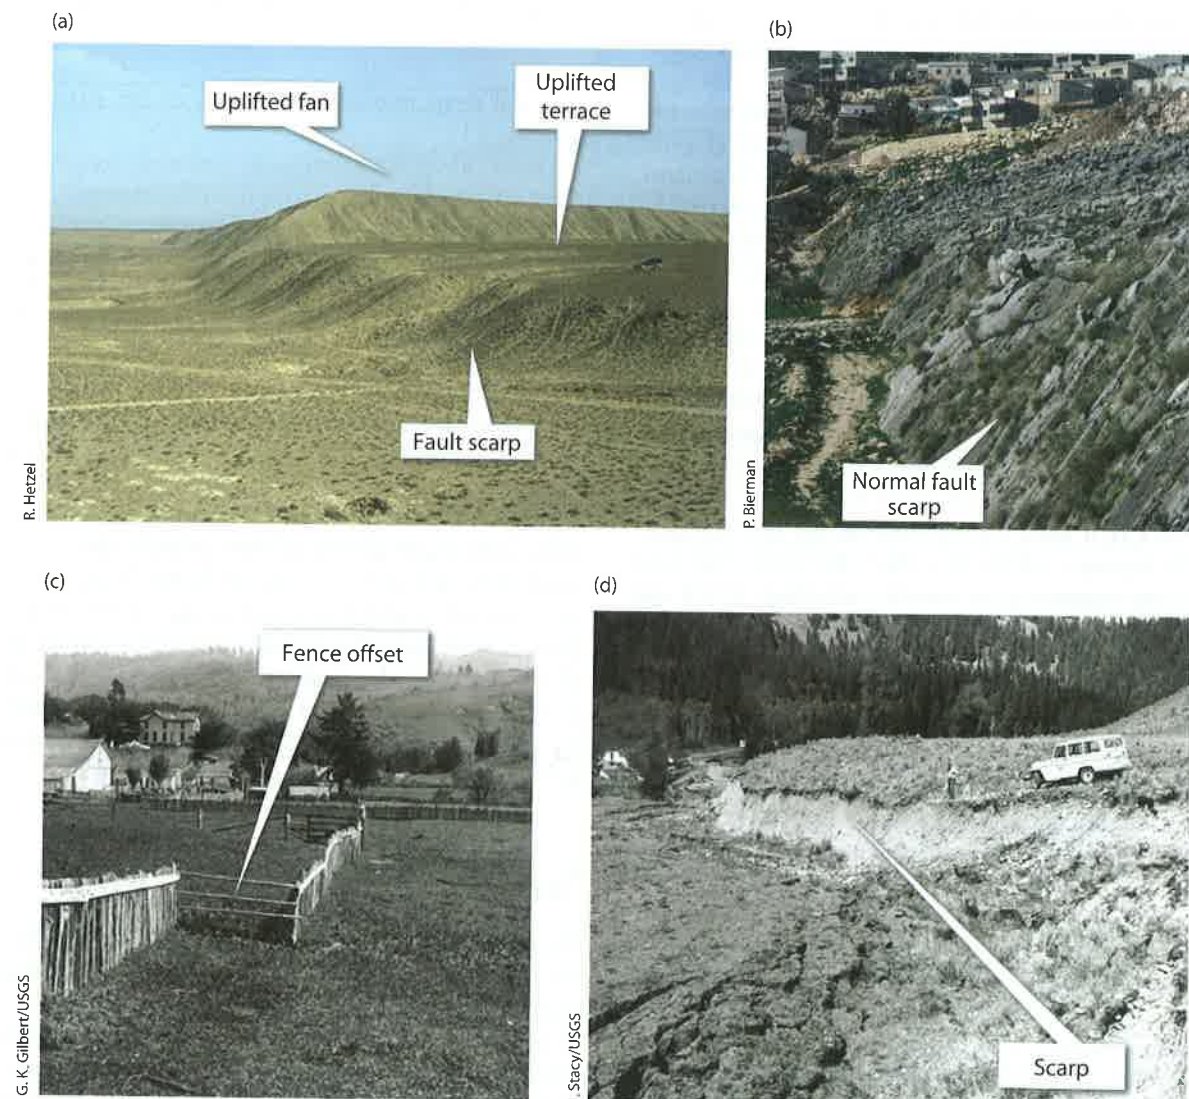 (a)
Uplifted fan
Uplifted
terrace
Fault scarp
R. Hetzel
(b)
Normal fault
scarp
P. Bierman
(c)
Fence offset
G. K. Gilbert/USGS
(d)
Scarp
. Stacy/USGS